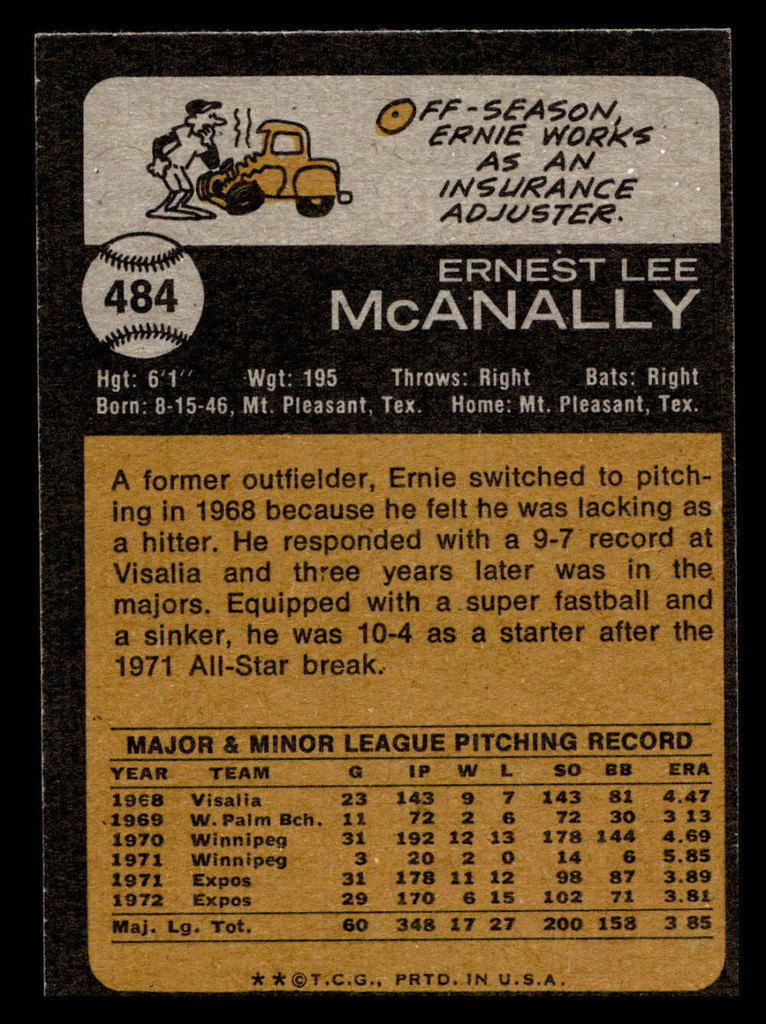 OFF-SEASON,
ERNIE WORKS
AS AN
INSURANCE
ADJUSTER.
484
ERNEST LEE
McANALLY
Hgt: 6'1" Wgt: 195 Throws: Right Bats: Right
Born: 8-15-46, Mt. Pleasant, Tex. Home: Mt. Pleasant, Tex.
A former outfielder, Ernie switched to pitch-
ing in 1968 because he felt he was lacking as
a hitter. He responded with a 9-7 record at
Visalia and three years later was in the
majors. Equipped with a super fastball and
a sinker, he was 10-4 as a starter after the
1971 All-Star break.
MAJOR & MINOR LEAGUE PITCHING RECORD
YEAR TEAM G IP W L SO BB ERA
1968 Visalia 23 143 9 7 143 81 4.47
1969 W. Palm Bch. 11 72 2 6 72 30 3 13
1970 Winnipeg 31 192 12 13 178 144 4.69
1971 Winnipeg 3 20 2 0 14 6 5.85
1971 Expos 31 178 11 12 98 87 3.89
1972 Expos 29 170 6 15 102 71 3.81
Maj. Lg. Tot. 60 348 17 27 200 158 3 85
**©T.C.G., PRTD. IN U.S.A.